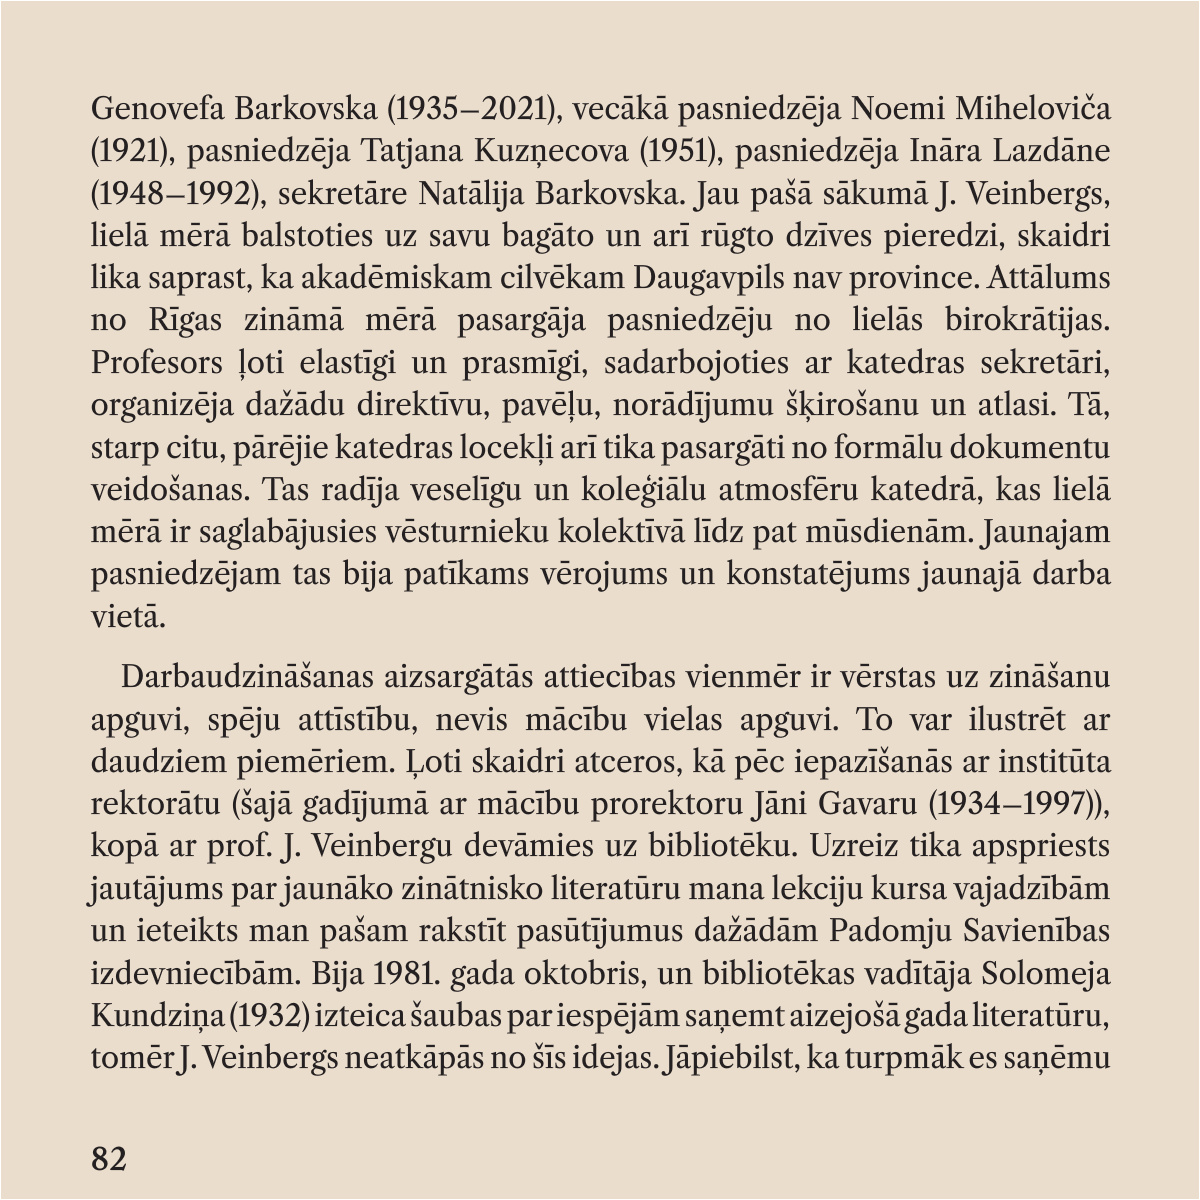 Genovefa Barkovska (1935–2021), vecākā pasniedzēja Noemi Miheloviča
(1921), pasniedzēja Tatjana Kuzņecova (1951), pasniedzēja Ināra Lazdāne
(1948–1992), sekretāre Natālija Barkovska. Jau pašā sākumā J. Veinbergs,
lielā mērā balstoties uz savu bagāto un arī rūgto dzīves pieredzi, skaidri
lika saprast, ka akadēmiskam cilvēkam Daugavpils nav province. Attālums
no Rīgas zināmā mērā pasargāja pasniedzēju no lielās birokrātijas.
Profesors ļoti elastīgi un prasmīgi, sadarbojoties ar katedras sekretāri,
organizēja dažādu direktīvu, pavēļu, norādījumu šķirošanu un atlasi. Tā,
starp citu, pārējie katedras locekļi arī tika pasargāti no formālu dokumentu
veidošanas. Tas radīja veselīgu un koleģiālu atmosfēru katedrā, kas lielā
mērā ir saglabājusies vēsturnieku kolektīvā līdz pat mūsdienām. Jaunajam
pasniedzējam tas bija patīkams vērojums un konstatējums jaunajā darba
vietā.
Darbaudzināšanas aizsargātās attiecības vienmēr ir vērstas uz zināšanu
apguvi, spēju attīstību, nevis mācību vielas apguvi. To var ilustrēt ar
daudziem piemēriem. Ļoti skaidri atceros, kā pēc iepazīšanās ar institūta
rektorātu (šajā gadījumā ar mācību prorektoru Jāni Gavaru (1934–1997)),
kopā ar prof. J. Veinbergu devāmies uz bibliotēku. Uzreiz tika apspriests
jautājums par jaunāko zinātnisko literatūru mana lekciju kursa vajadzībām
un ieteikts man pašam rakstīt pasūtījumus dažādām Padomju Savienības
izdevniecībām. Bija 1981. gada oktobris, un bibliotēkas vadītāja Solomeja
Kundziņa (1932) izteica šaubas par iespējām saņemt aizejošā gada literatūru,
tomēr J. Veinbergs neatkāpās no šīs idejas. Jāpiebilst, ka turpmāk es saņēmu
82